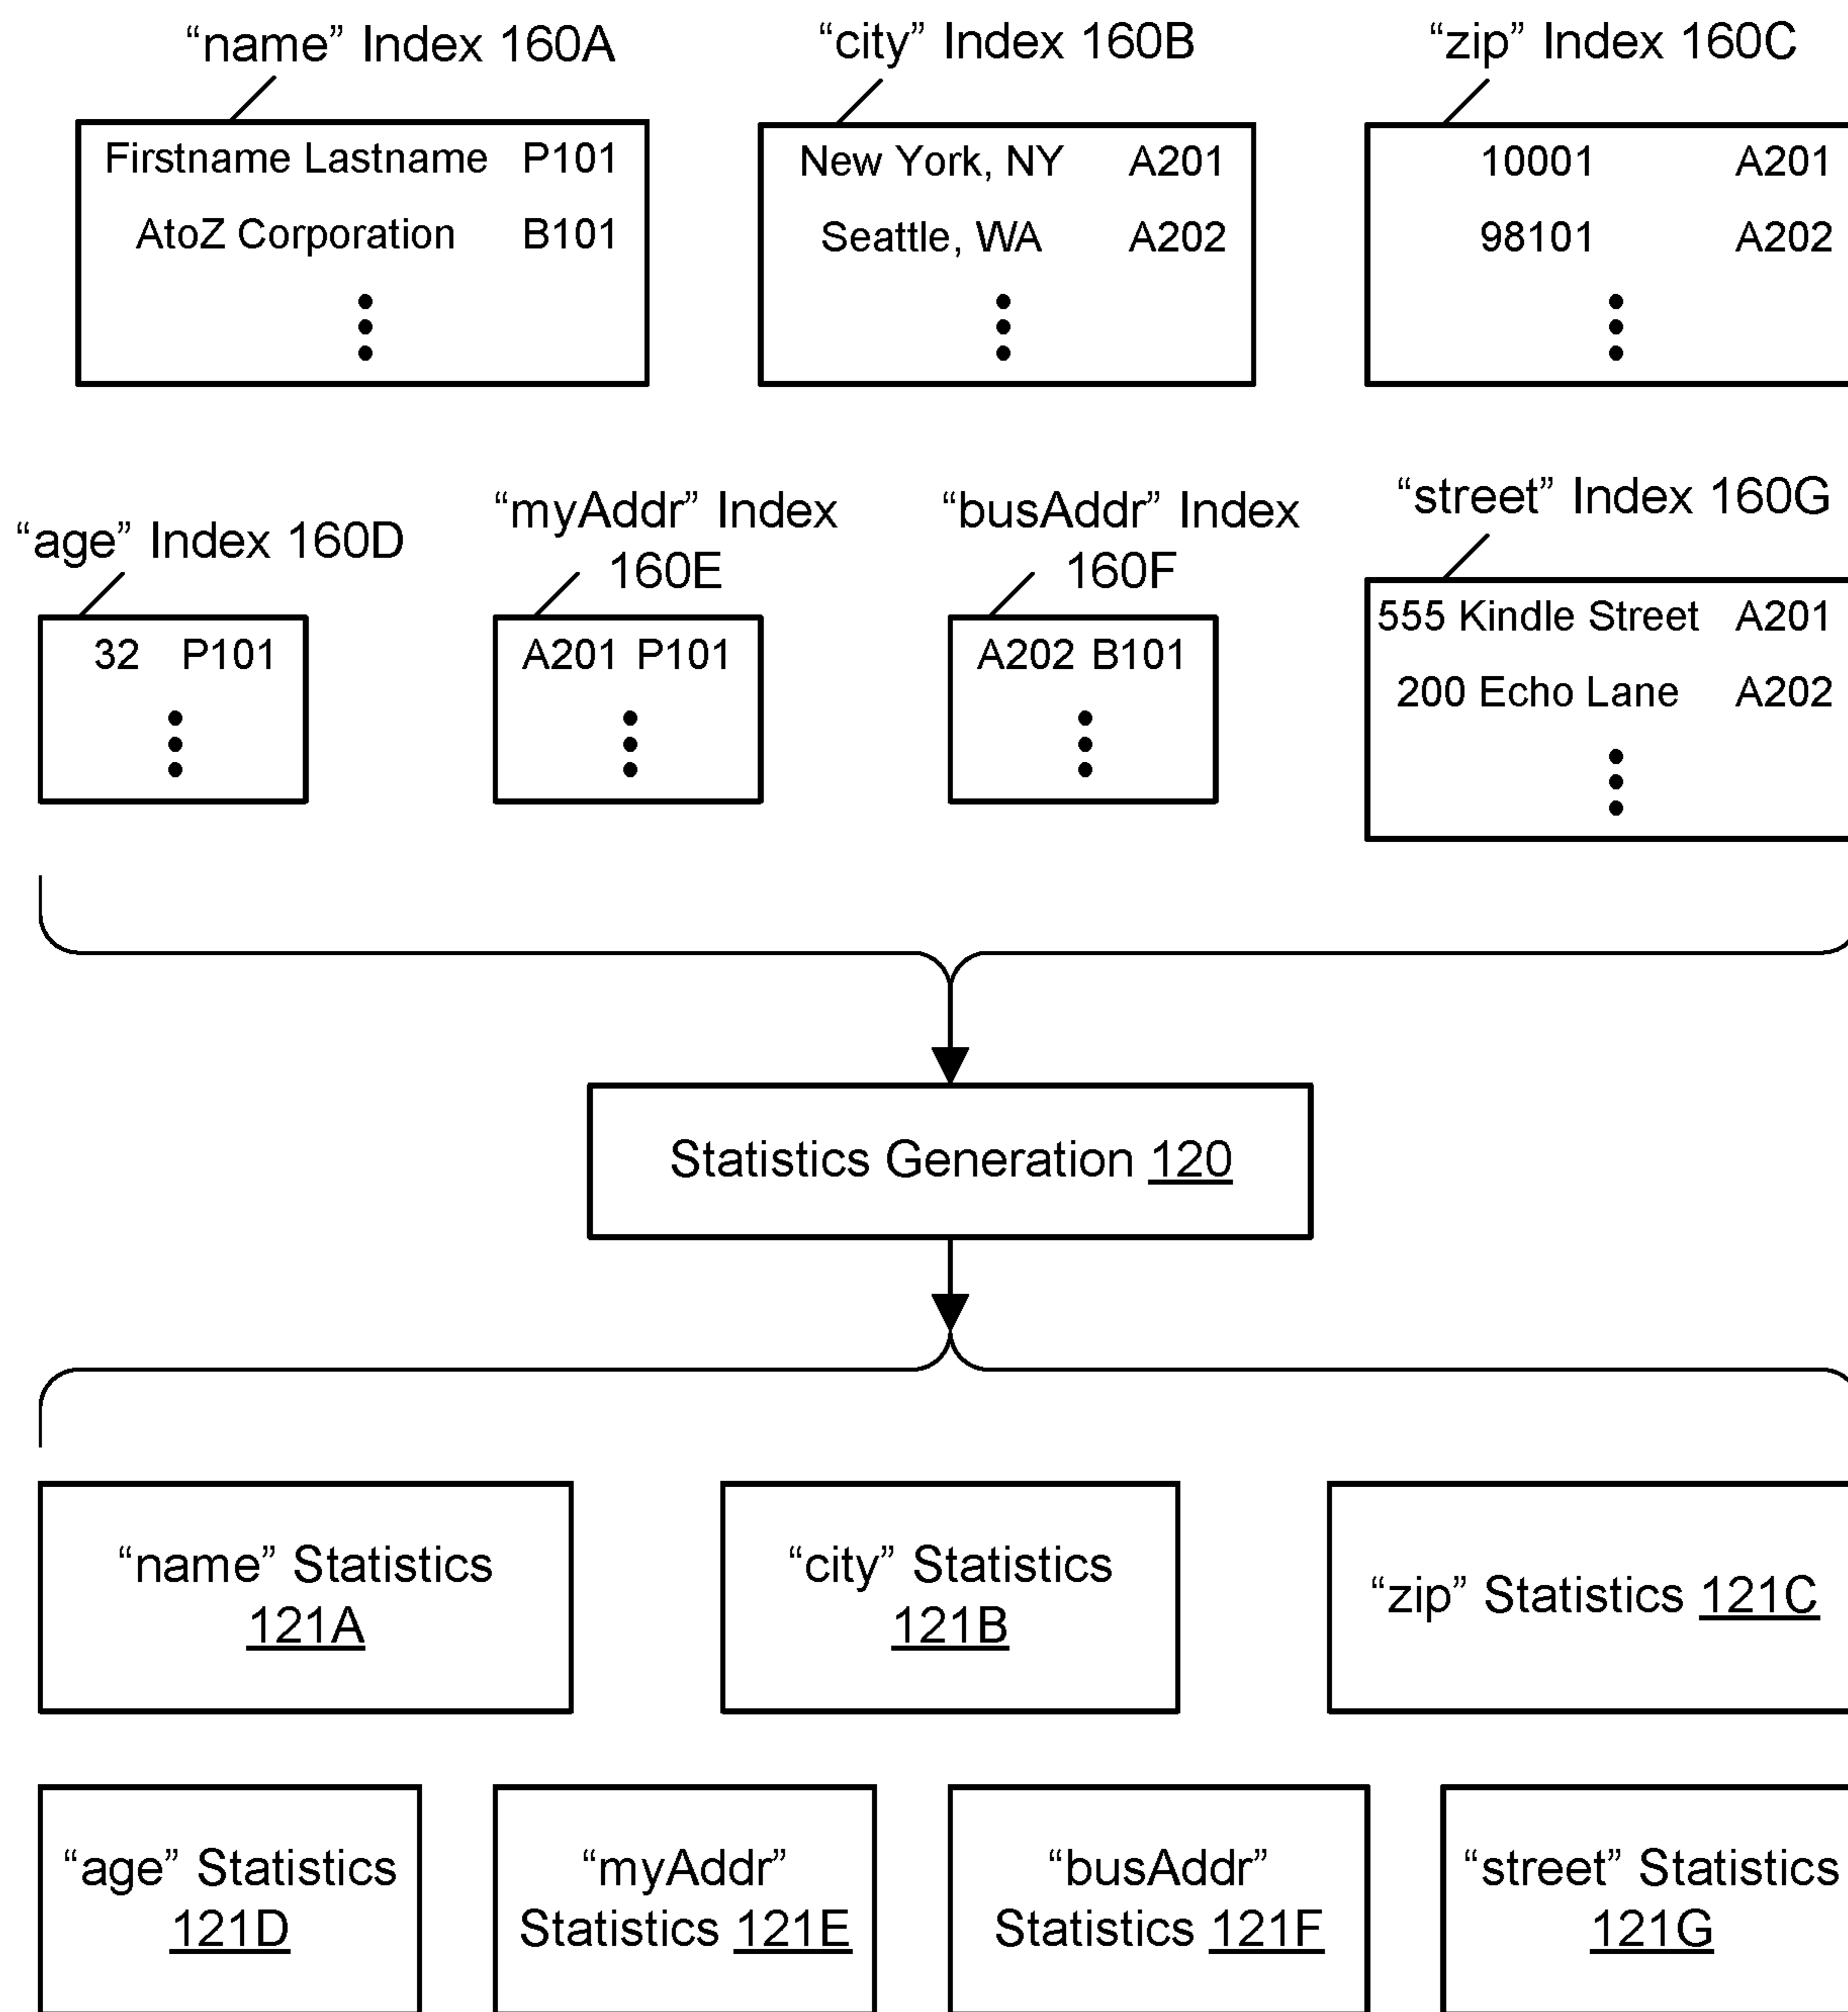 “name” Index 160A
“city” Index 160B
“zip” Index 160C
Firstname Lastname P101
AtoZ Corporation B101
New York, NY A201
Seattle, WA A202
10001 A201
98101 A202
“age” Index 160D
“myAddr” Index
160E
“busAddr” Index
160F
“street” Index 160G
32 P101
A201 P101
A202 B101
555 Kindle Street A201
200 Echo Lane A202
Statistics Generation 120
“name” Statistics
121A
“city” Statistics
121B
“zip” Statistics 121C
“age” Statistics
121D
“myAddr”
Statistics 121E
“busAddr”
Statistics 121F
“street” Statistics
121G